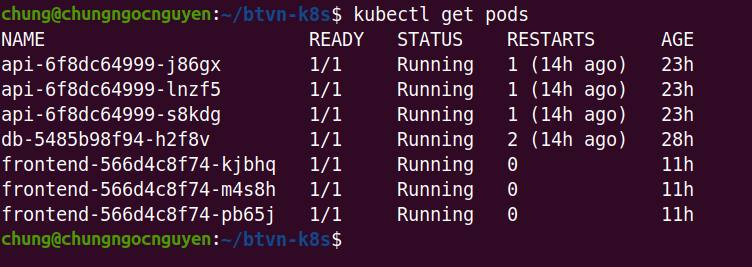 chung@chungngocnguyen:~/btvn-k8s$ kubectl get pods
NAME READY STATUS RESTARTS AGE
api-6f8dc64999-j86gx 1/1 Running 1 (14h ago) 23h
api-6f8dc64999-lnzf5 1/1 Running 1 (14h ago) 23h
api-6f8dc64999-s8kdg 1/1 Running 1 (14h ago) 23h
db-5485b98f94-h2f8v 1/1 Running 2 (14h ago) 28h
frontend-566d4c8f74-kjbhq 1/1 Running 0 11h
frontend-566d4c8f74-m4s8h 1/1 Running 0 11h
frontend-566d4c8f74-pb65j 1/1 Running 0 11h
chung@chungngocnguyen:~/btvn-k8s$